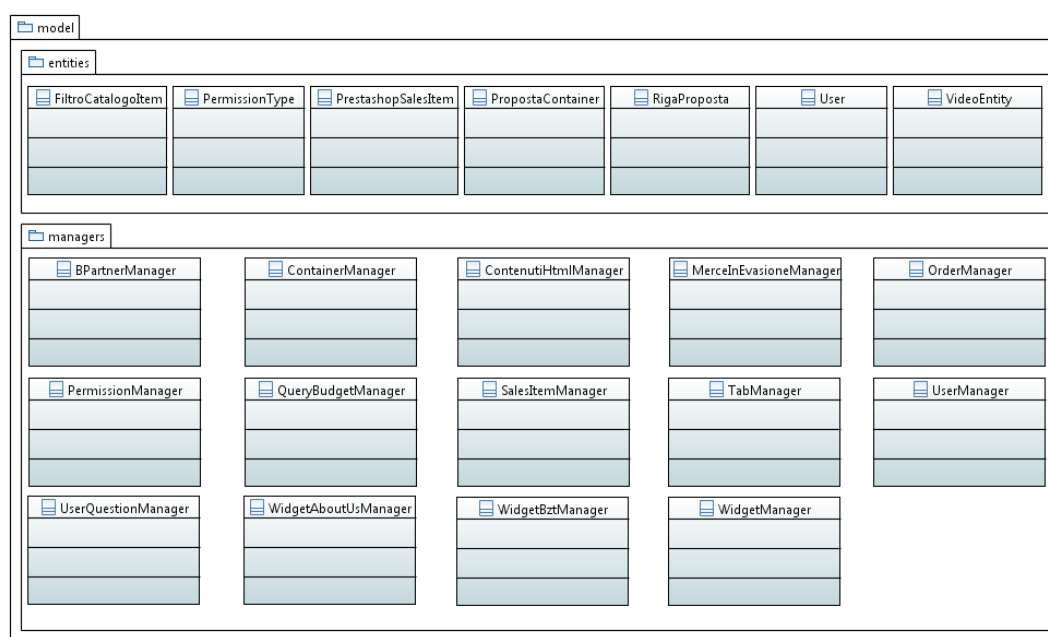 model
entities
FiltroCatalogoItem PermissionType PrestashopSalesItem PropostaContainer RigaProposta User VideoEntity
managers
BPartnerManager ContainerManager ContenutiHtmlManager MerceInEvasioneManager OrderManager
PermissionManager QueryBudgetManager SalesItemManager TabManager UserManager
UserQuestionManager WidgetAboutUsManager WidgetBztManager WidgetManager